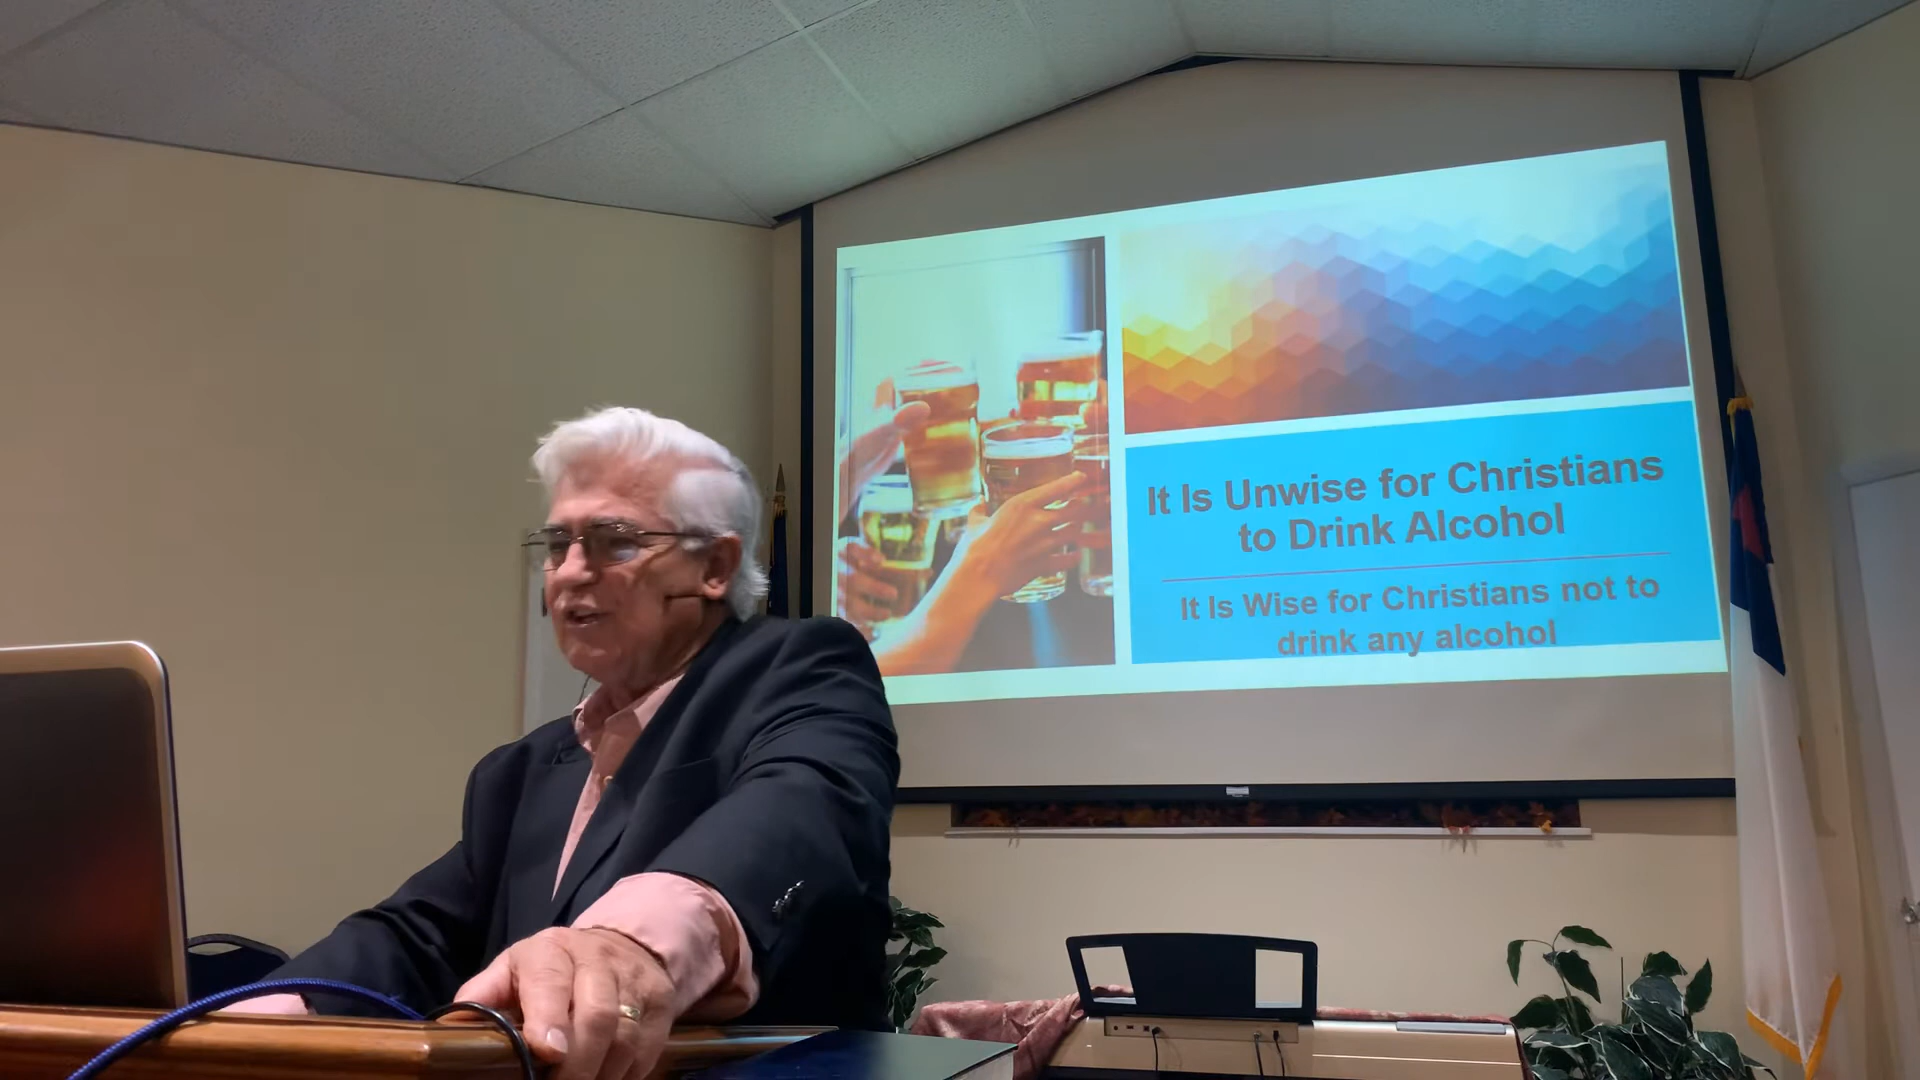 It Is Unwise for Christians
to Drink Alcohol
It Is Wise for Christians not to
drink any alcohol